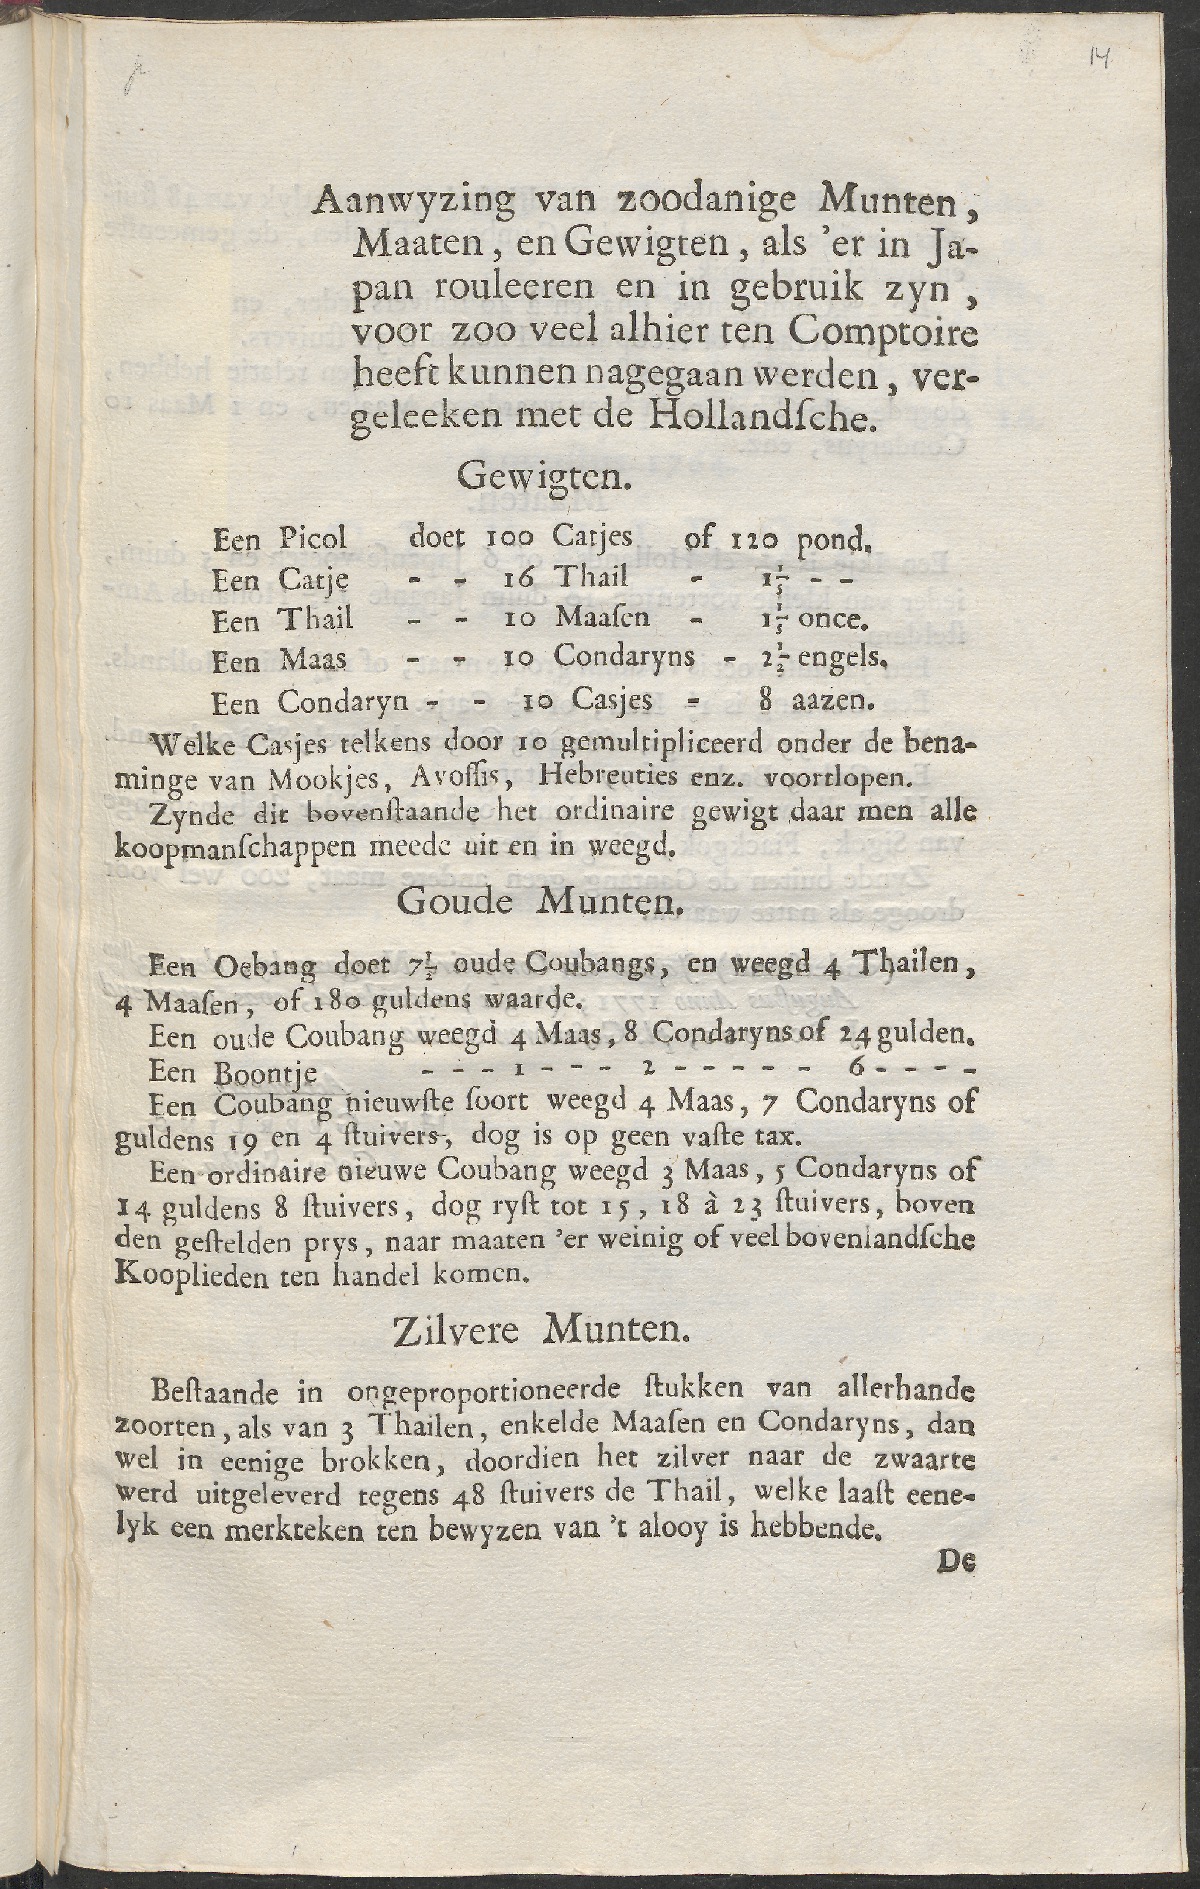 14
Aanwyzing van zoodanige Munten,
Maaten, en Gewigten, als 'er in Ja-
pan rouleeren en in gebruik zyn,
voor zoo veel alhier ten Comptoire
heeft kunnen nagegaan werden, ver-
geleeken met de Hollandſche.
Gewigten.
Een Picol doet 100 Catjes of 120 pond.
Een Catje - - 16 Thail - 1 1/5 - -
Een Thail - - 10 Maaſen - 1 1/5 once.
Een Maas - - 10 Condaryns - 2 1/2 engels.
Een Condaryn - - 10 Casjes - 8 aazen.
Welke Casjes telkens door 10 gemultipliceerd onder de bena-
minge van Mookjes, Avoſſis, Hebreuties enz. voortlopen.
Zynde dit bovenſtaande het ordinaire gewigt daar men alle
koopmanſchappen meede uit en in weegd.
Goude Munten.
Een Oebang doet 7 1/2 oude Coubangs, en weegd 4 Thailen,
4 Maaſen, of 180 guldens waarde.
Een oude Coubang weegd 4 Maas, 8 Condaryns of 24 gulden.
Een Boontje - - - 1 - - - 2 - - - - - 6 - - - -
Een Coubang nieuwſte ſoort weegd 4 Maas, 7 Condaryns of
guldens 19 en 4 ſtuivers, dog is op geen vaſte tax.
Een ordinaire nieuwe Coubang weegd 3 Maas, 5 Condaryns of
14 guldens 8 ſtuivers, dog ryſt tot 15, 18 à 23 ſtuivers, boven
den geſtelden prys, naar maaten 'er weinig of veel bovenlandſche
Kooplieden ten handel komen.
Zilvere Munten.
Beſtaande in ongeproportioneerde ſtukken van allerhande
zoorten, als van 3 Thailen, enkelde Maaſen en Condaryns, dan
wel in eenige brokken, doordien het zilver naar de zwaarte
werd uitgeleverd tegens 48 ſtuivers de Thail, welke laaſt eene-
lyk een merkteken ten bewyzen van 't alooy is hebbende.
De